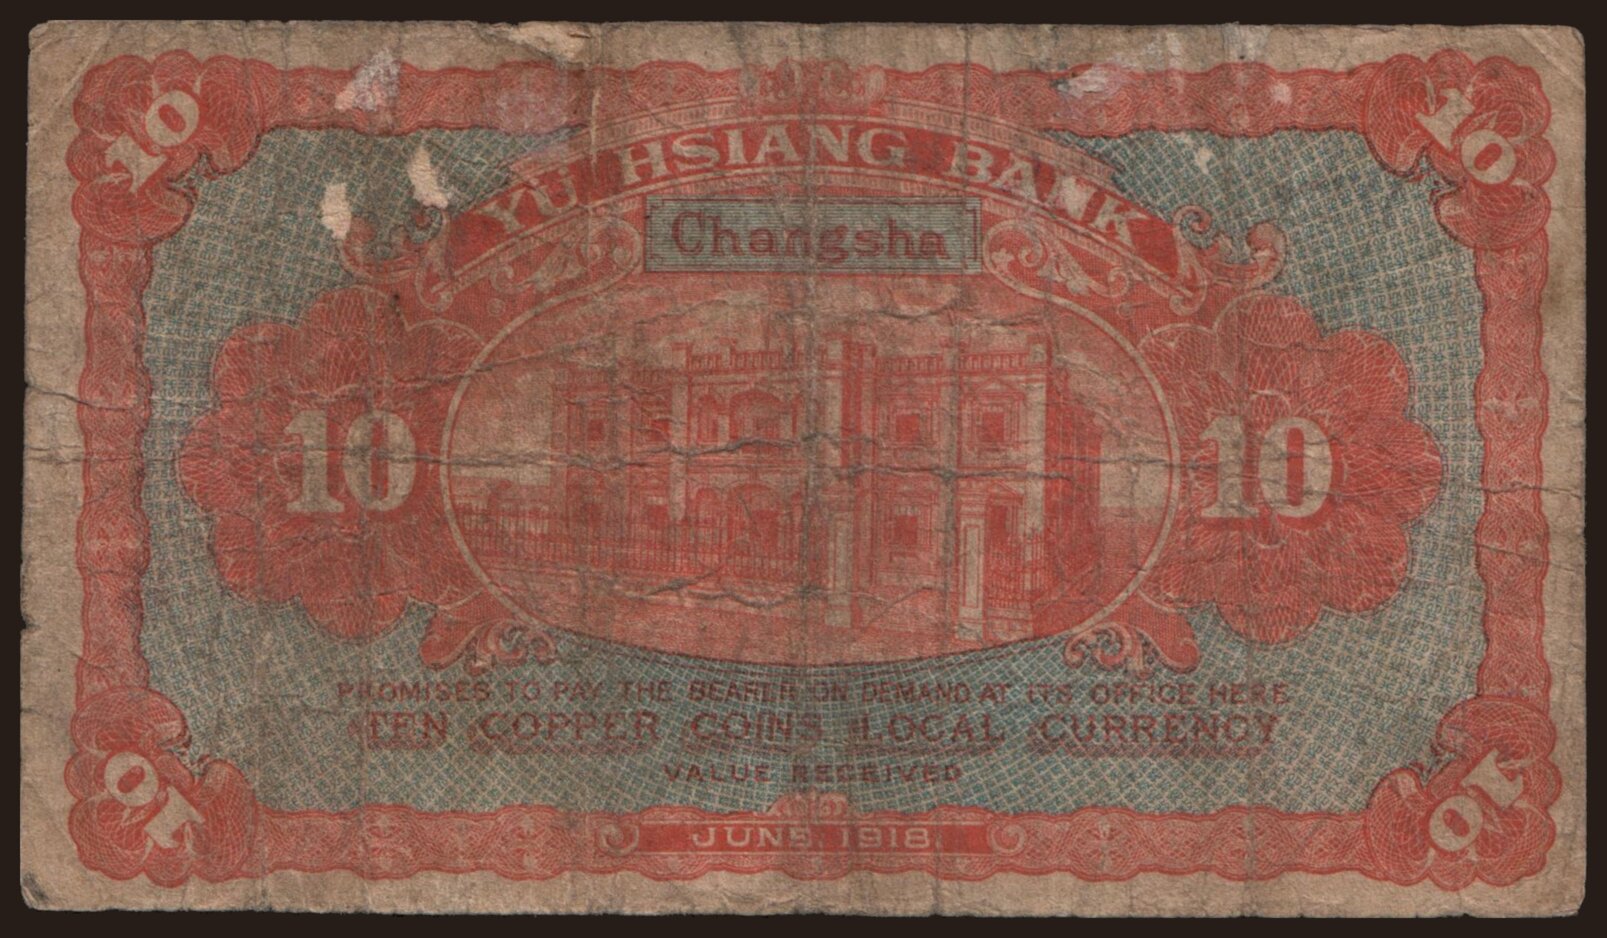 10 10
YU HSIANG BANK
Changsha
10 10
PROMISES TO PAY THE BEARER ON DEMAND AT ITS OFFICE HERE
TEN COPPER COINS LOCAL CURRENCY
VALUE RECEIVED
10 10
JUNE, 1918.